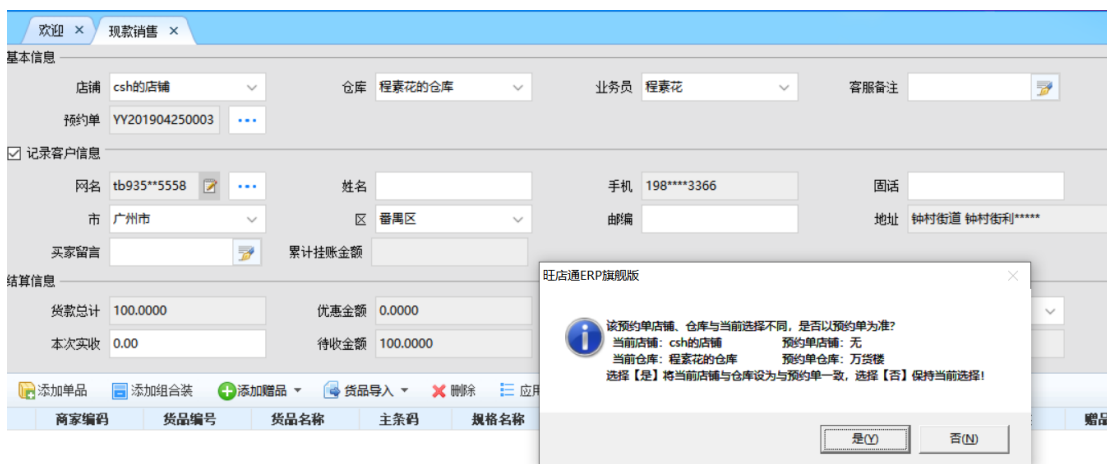 欢迎 × 现款销售 ×
基本信息
店铺 csh的店铺 仓库 程素花的仓库 业务员 程素花 客服备注
预约单 YY201904250003 ...
记录客户信息
网名 tb935**5558 ... 姓名 手机 198****3366 固话
市 广州市 区 番禺区 邮编 地址 钟村街道 钟村街利*****
买家留言 累计挂账金额
结算信息
货款总计 100.0000 优惠金额 0.0000
本次实收 0.00 待收金额 100.0000
旺店通ERP旗舰版 ×
该预约单店铺、仓库与当前选择不同，是否以预约单为准?
当前店铺：csh的店铺 预约单店铺：无
当前仓库：程素花的仓库 预约单仓库：万货楼
选择【是】将当前店铺与仓库设为与预约单一致，选择【否】保持当前选择!
是(Y) 否(N)
添加单品 添加组合装 添加赠品 货品导入 删除 应用
商家编码 货品编号 货品名称 主条码 规格名称 赠品